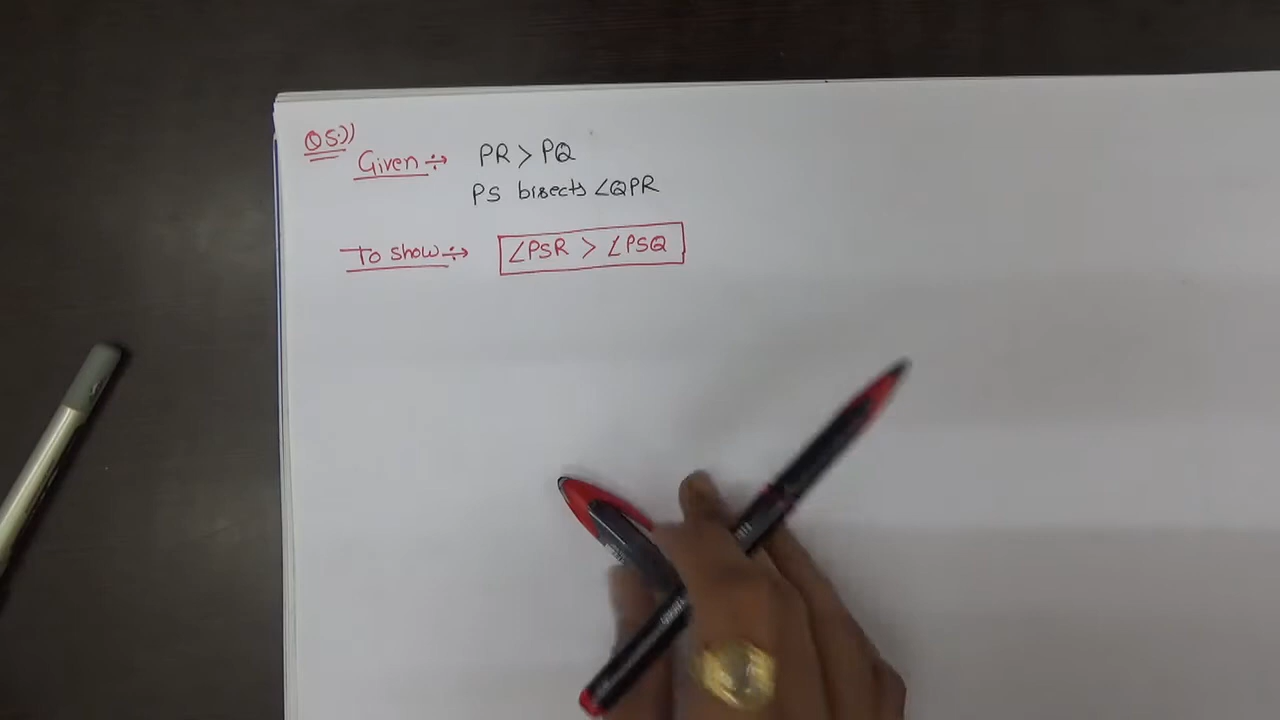 Q5.))
Given ÷→ PR > PQ
PS bisects ∠QPR
To show ÷→ ∠PSR > ∠PSQ